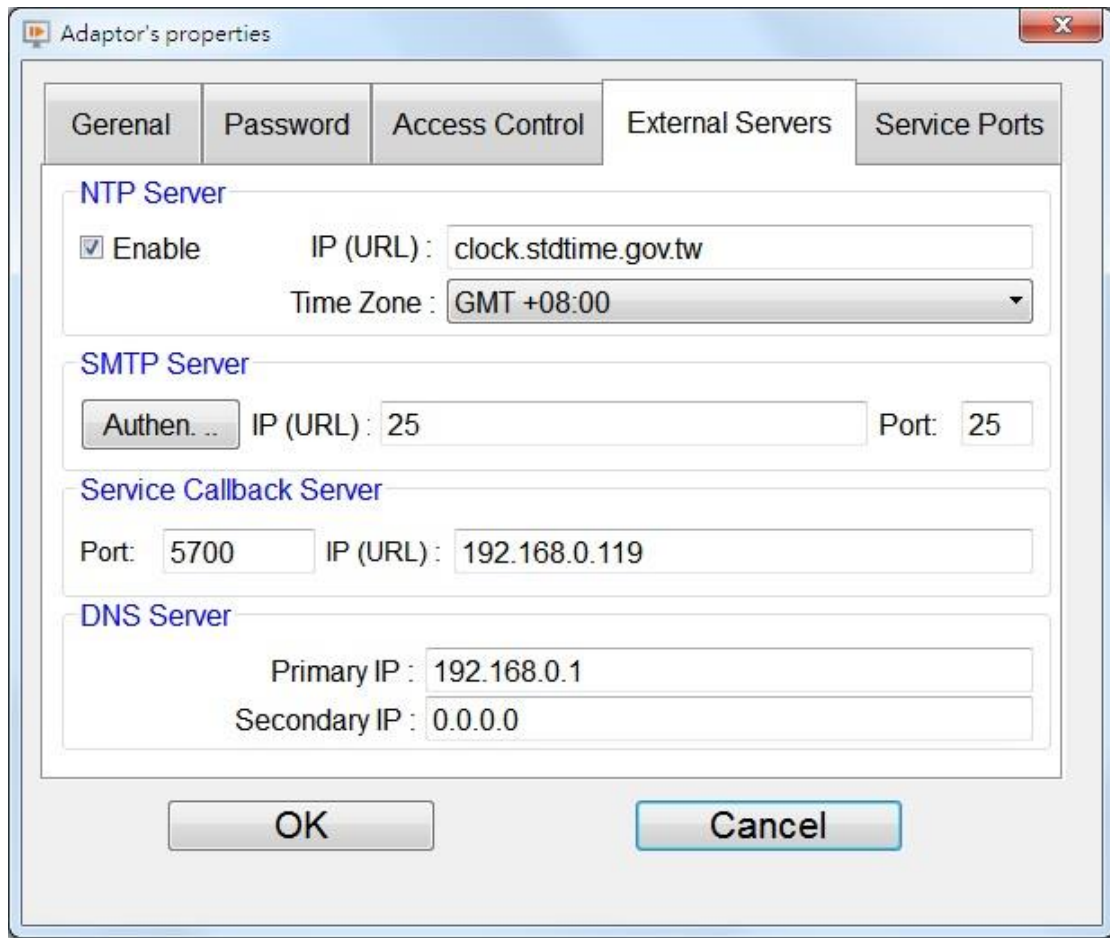 Adaptor's properties
Gerenal Password Access Control External Servers Service Ports
NTP Server
Enable IP (URL) : clock.stdtime.gov.tw
Time Zone : GMT +08:00
SMTP Server
Authen. .. IP (URL) : 25 Port: 25
Service Callback Server
Port: 5700 IP (URL) : 192.168.0.119
DNS Server
Primary IP : 192.168.0.1
Secondary IP : 0.0.0.0
OK Cancel